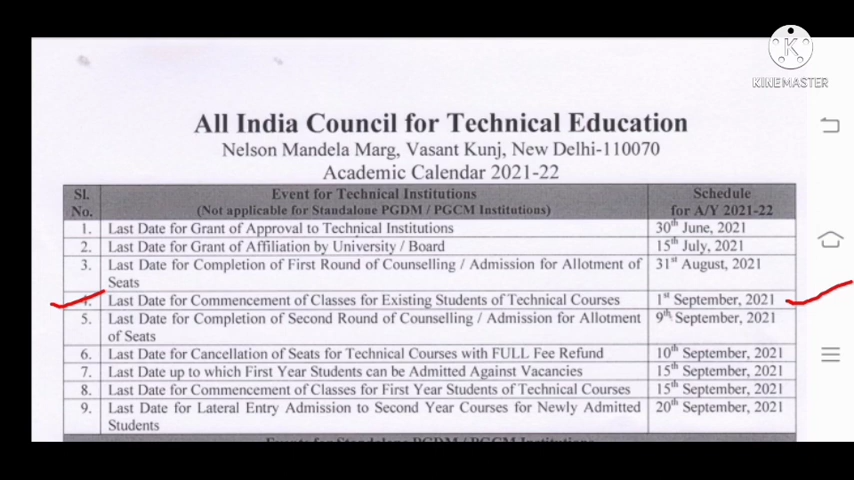 K
KINEMASTER
All India Council for Technical Education
Nelson Mandela Marg, Vasant Kunj, New Delhi-110070
Academic Calendar 2021-22
Sl. No. Event for Technical Institutions (Not applicable for Standalone PGDM / PGCM Institutions) Schedule for A/Y 2021-22
1. Last Date for Grant of Approval to Technical Institutions 30th June, 2021
2. Last Date for Grant of Affiliation by University / Board 15th July, 2021
3. Last Date for Completion of First Round of Counselling / Admission for Allotment of 31st August, 2021
Seats
4. Last Date for Commencement of Classes for Existing Students of Technical Courses 1st September, 2021
5. Last Date for Completion of Second Round of Counselling / Admission for Allotment 9th September, 2021
of Seats
6. Last Date for Cancellation of Seats for Technical Courses with FULL Fee Refund 10th September, 2021
7. Last Date up to which First Year Students can be Admitted Against Vacancies 15th September, 2021
8. Last Date for Commencement of Classes for First Year Students of Technical Courses 15th September, 2021
9. Last Date for Lateral Entry Admission to Second Year Courses for Newly Admitted 20th September, 2021
Students
Events for Standalone PGDM / PGCM Institutions